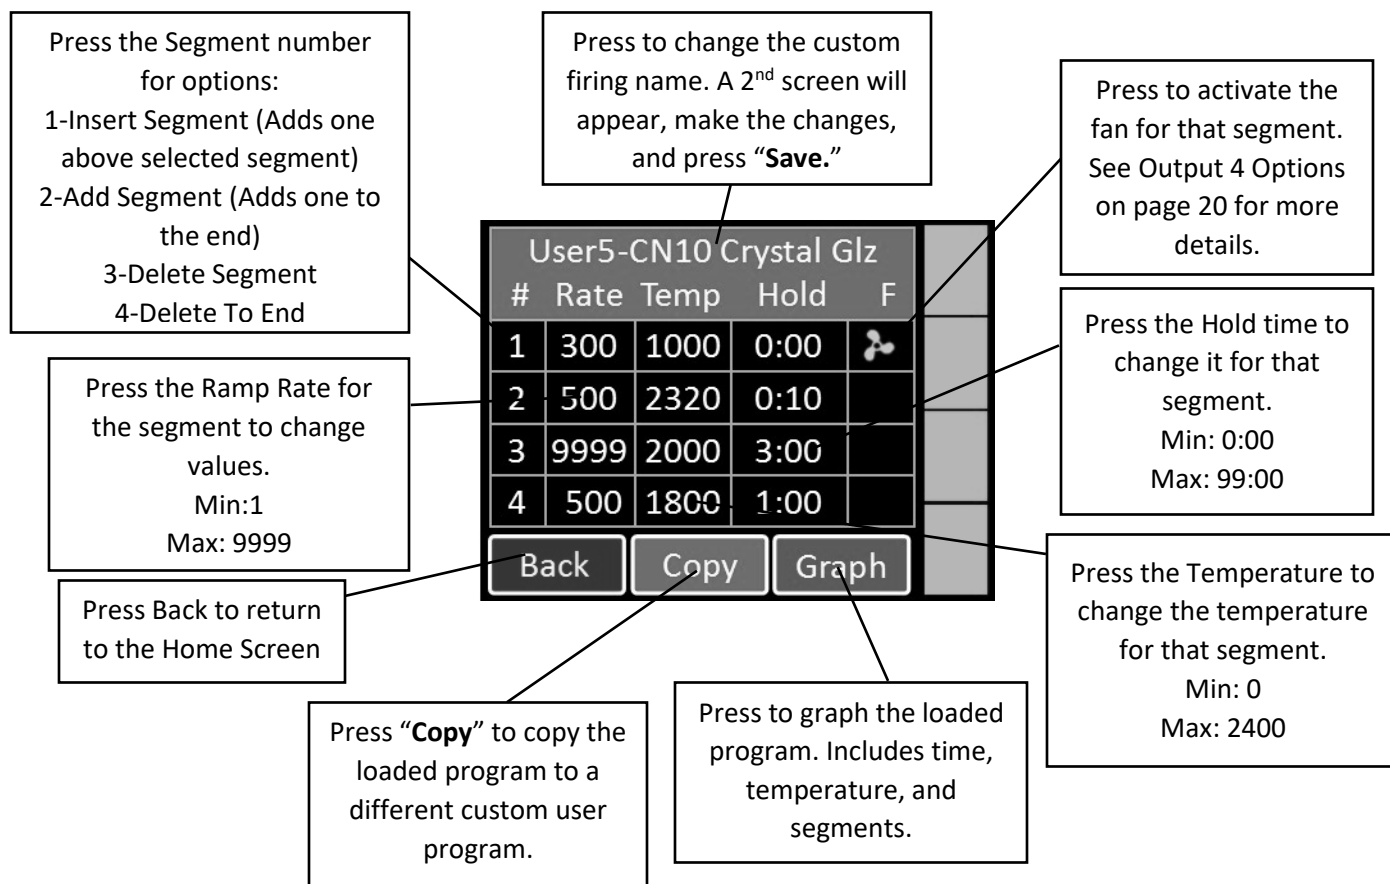 Press the Segment number
for options:
1-Insert Segment (Adds one
above selected segment)
2-Add Segment (Adds one to
the end)
3-Delete Segment
4-Delete To End
Press to change the custom
firing name. A 2nd screen will
appear, make the changes,
and press “Save.”
Press to activate the
fan for that segment.
See Output 4 Options
on page 20 for more
details.
User5-CN10 Crystal Glz
# Rate Temp Hold F
1 300 1000 0:00
2 500 2320 0:10
3 9999 2000 3:00
4 500 1800 1:00
Back Copy Graph
Press the Ramp Rate for
the segment to change
values.
Min:1
Max: 9999
Press the Hold time to
change it for that
segment.
Min: 0:00
Max: 99:00
Press Back to return
to the Home Screen
Press “Copy” to copy the
loaded program to a
different custom user
program.
Press to graph the loaded
program. Includes time,
temperature, and
segments.
Press the Temperature to
change the temperature
for that segment.
Min: 0
Max: 2400